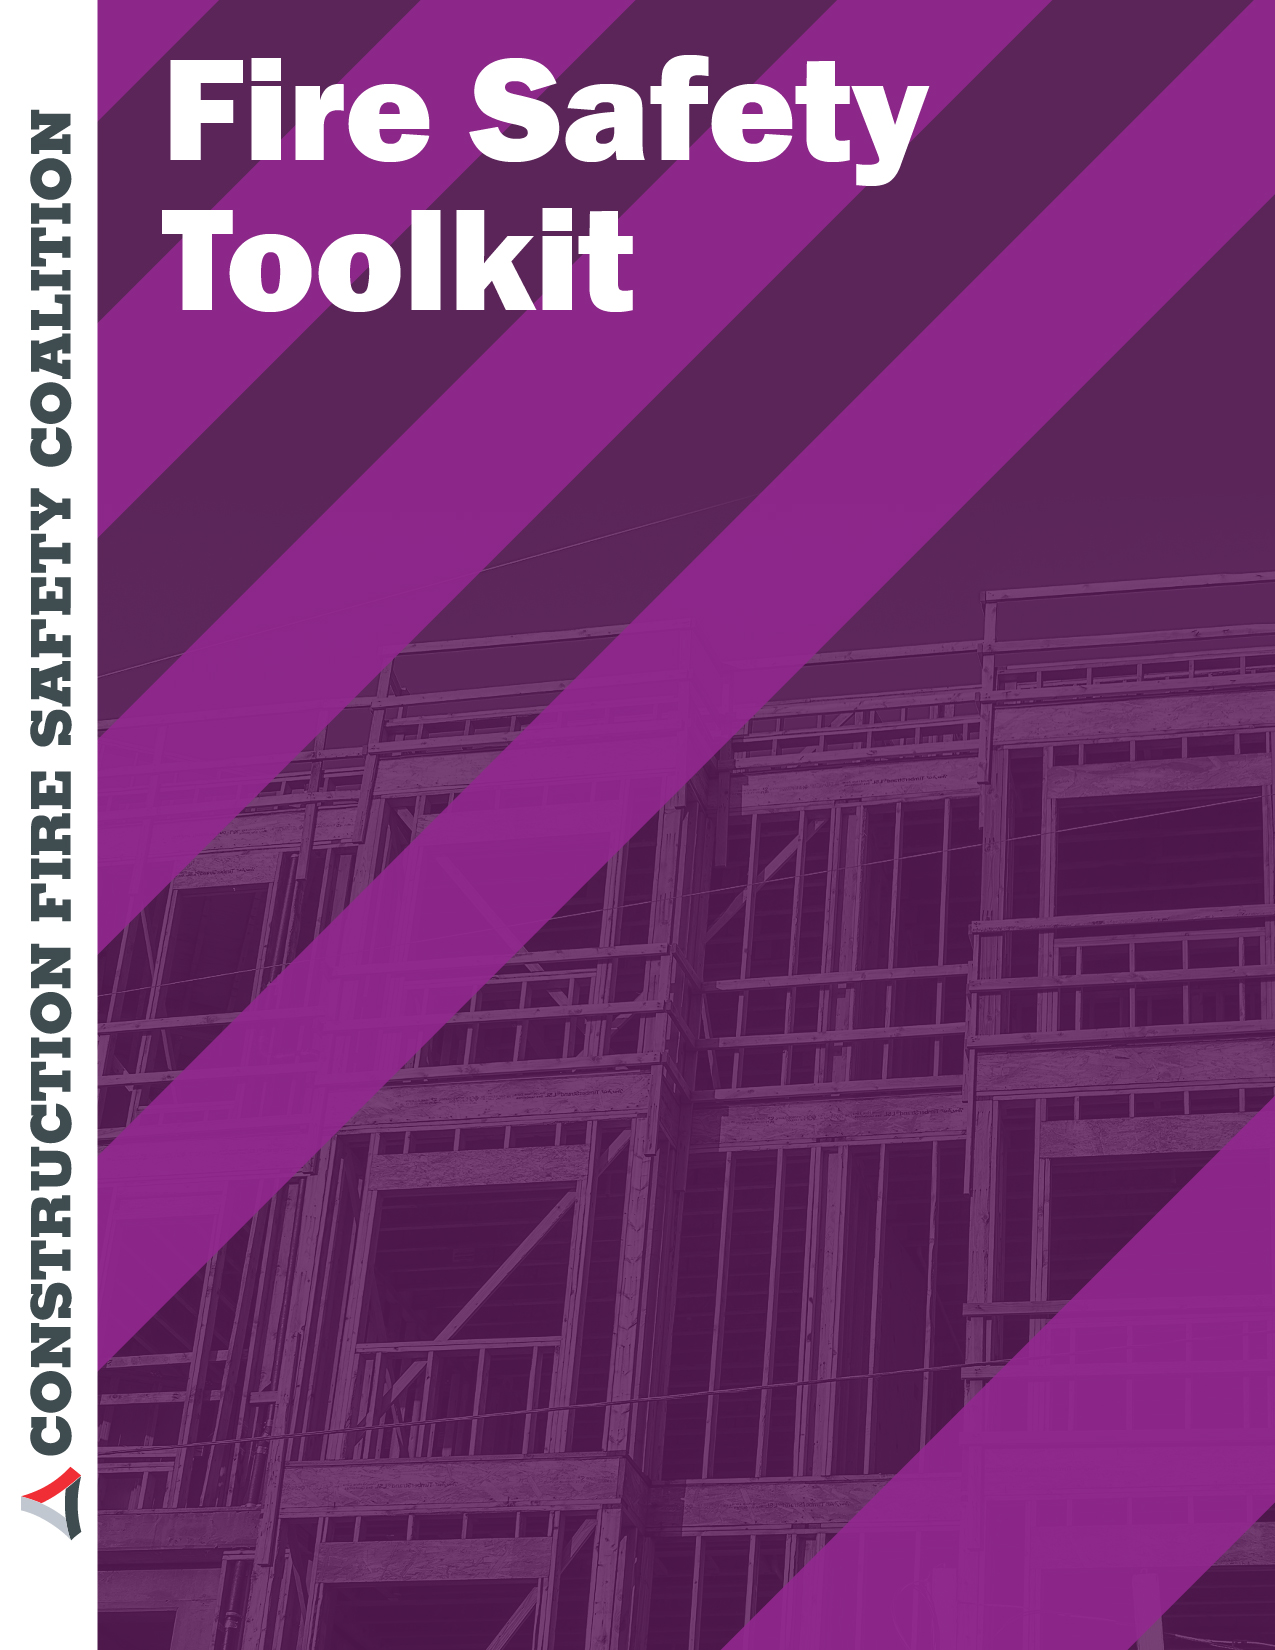 Fire Safety
Toolkit
CONSTRUCTION FIRE SAFETY COALITION